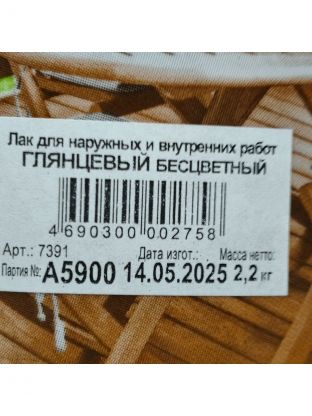 Лак для наружных и внутренних работ
ГЛЯНЦЕВЫЙ БЕСЦВЕТНЫЙ
4 690300 002758
Арт.: 7391 Дата изгот.: Масса нетто:
Партия №: А5900 14.05.2025 2,2 кг